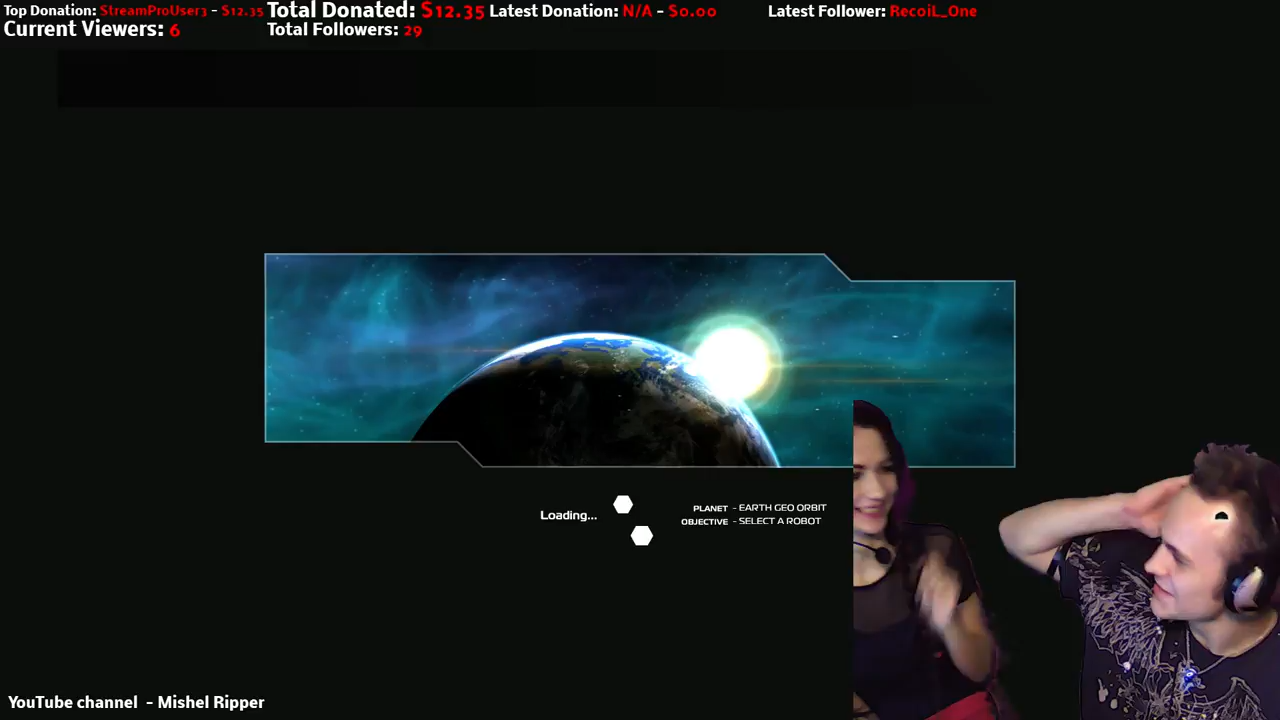 Top Donation: StreamProUser3 - $12.35 Total Donated: $12.35 Latest Donation: N/A - $0.00 Latest Follower: RecoiL_One
Current Viewers: 6 Total Followers: 29
Loading...
PLANET - EARTH GEO ORBIT
OBJECTIVE - SELECT A ROBOT
YouTube channel - Mishel Ripper